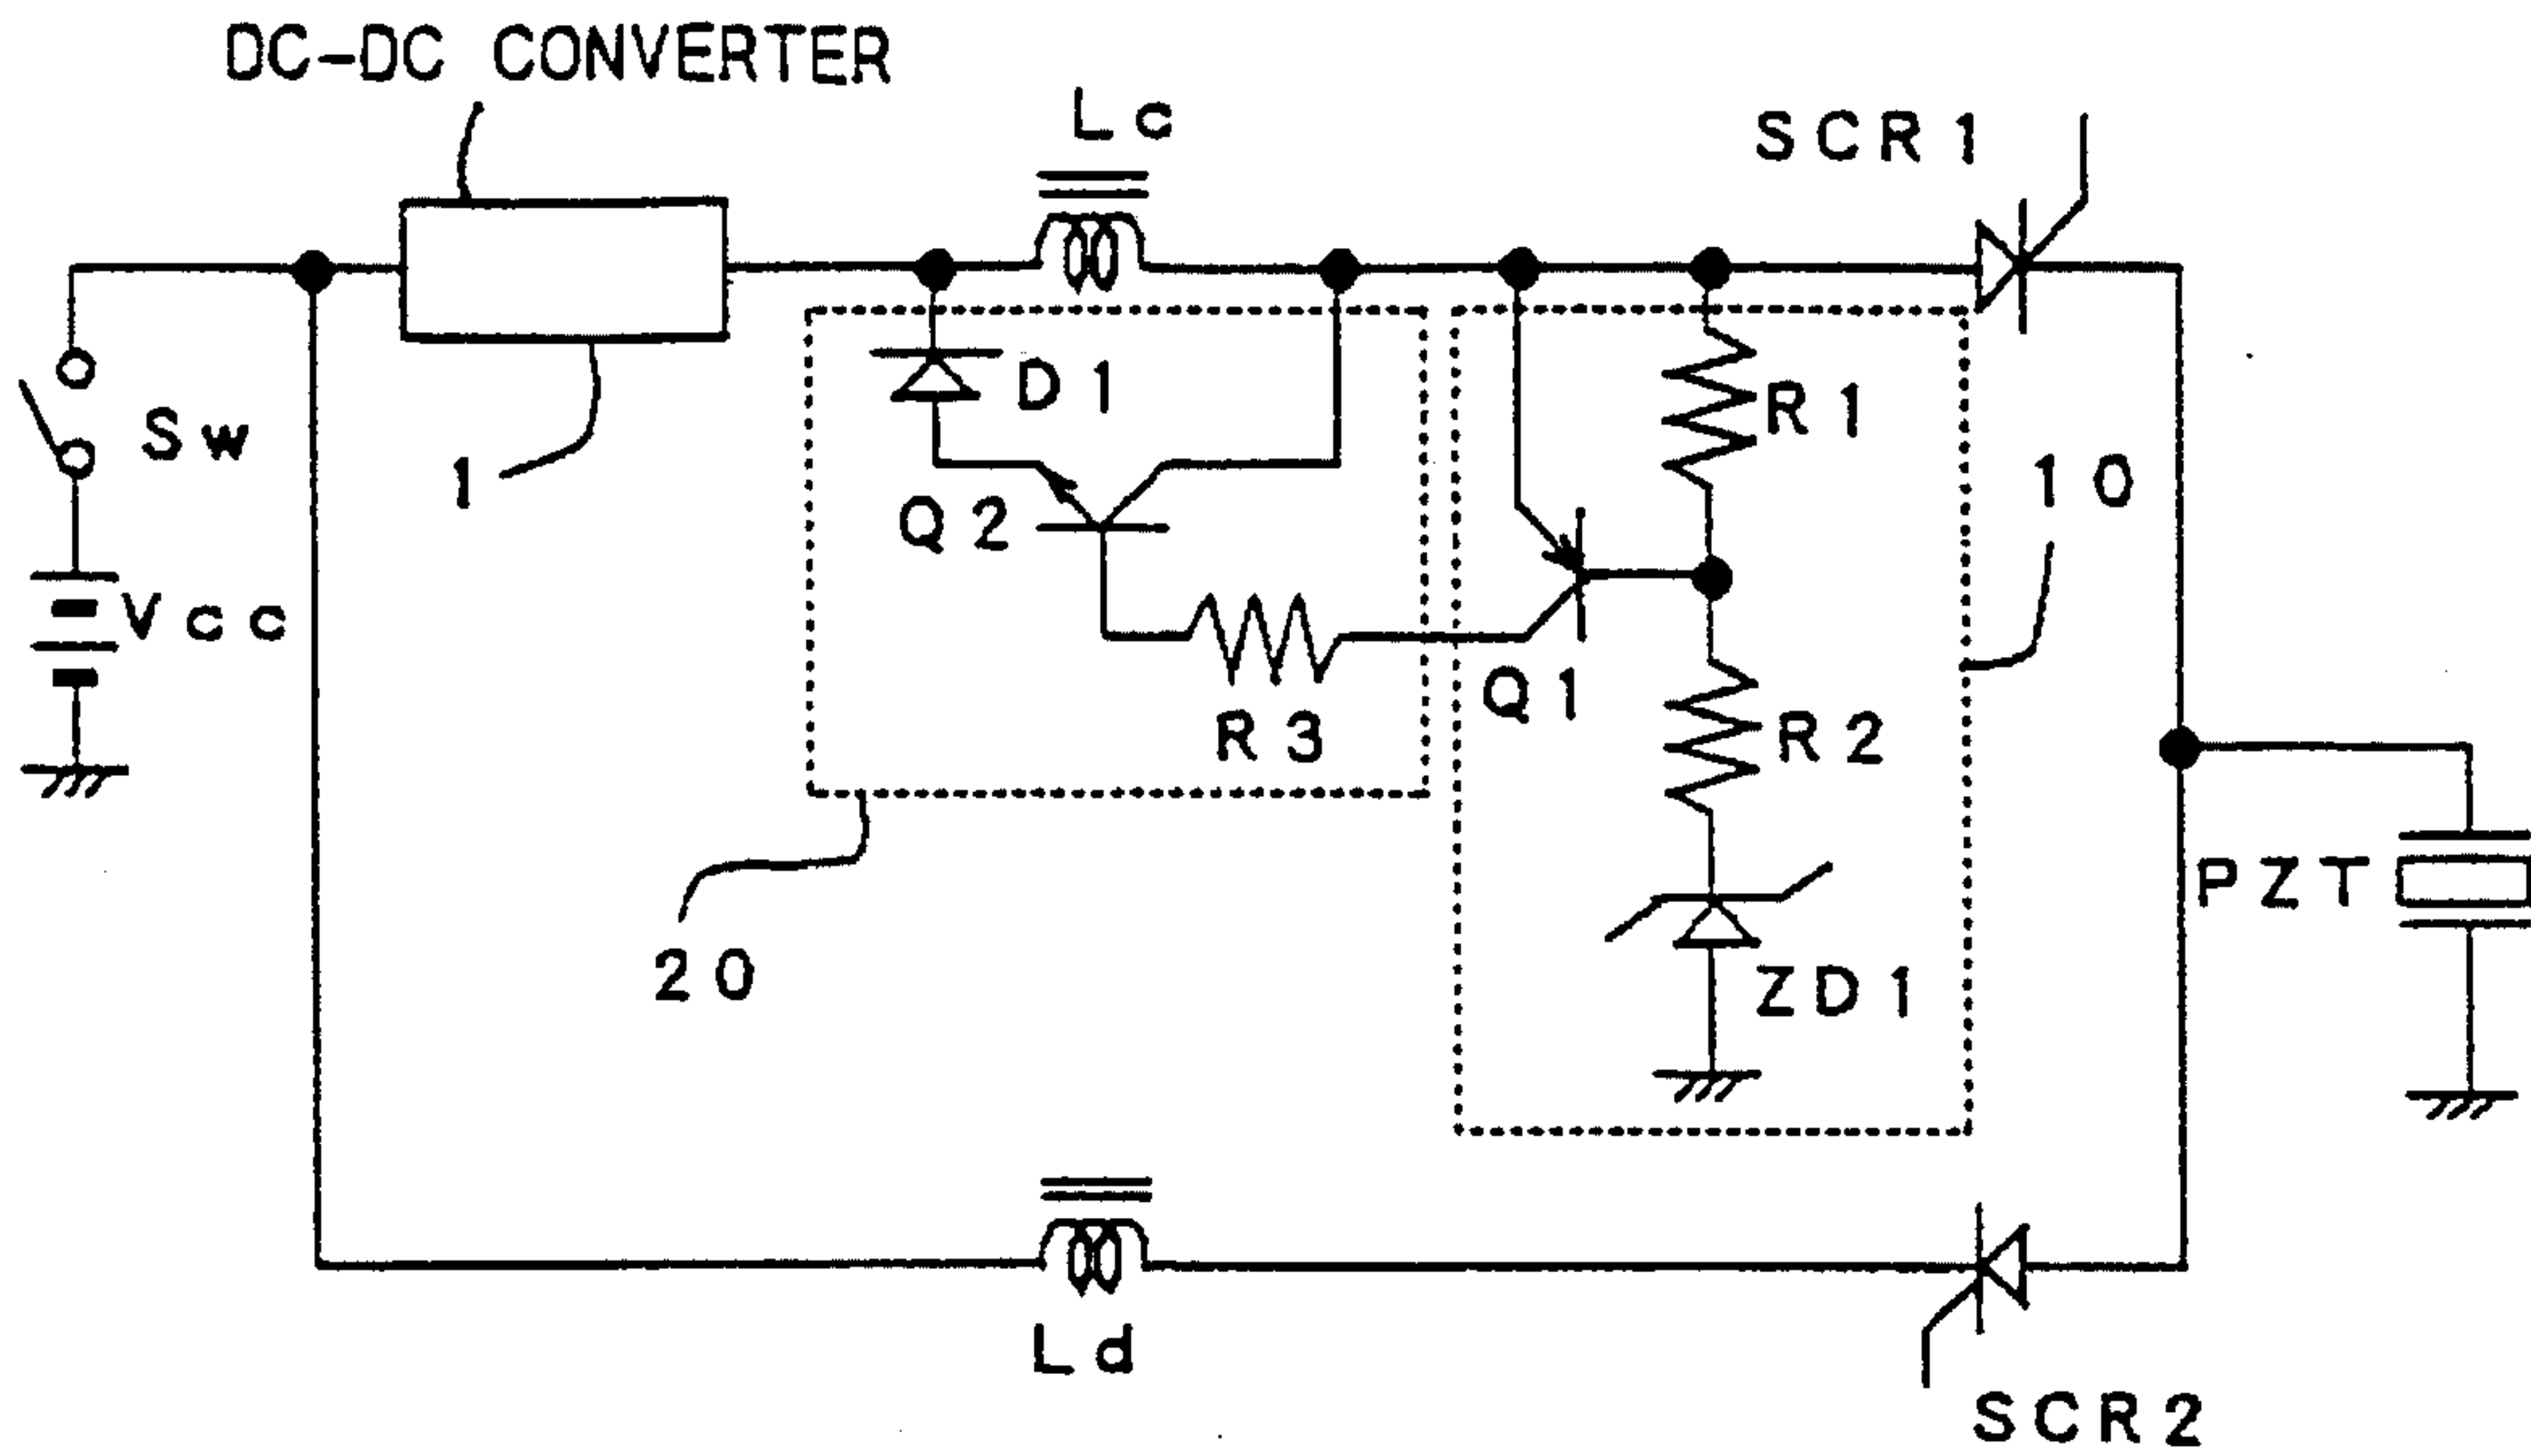 DC-DC CONVERTER
Lc
SCR1
D1
R1
Sw
1
10
Q2
Vcc
Q1
R3
R2
PZT
20
ZD1
Ld
SCR2